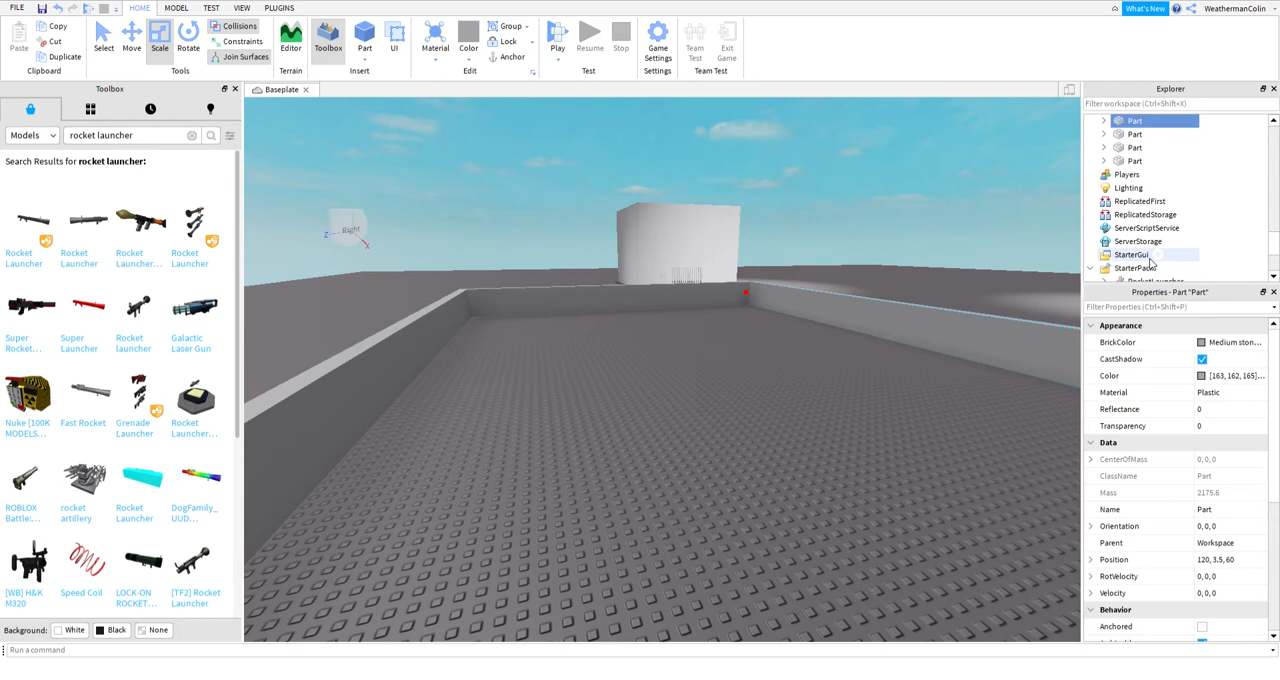 FILE HOME MODEL TEST VIEW PLUGINS What's New WeathermanColin
Paste Copy Cut Duplicate Clipboard
Select Move Scale Rotate Collisions Constraints Join Surfaces Tools
Editor Terrain
Toolbox Part UI Insert
Material Color Group Lock Anchor Edit
Play Resume Stop Test
Game Settings Settings
Team Test Exit Game Team Test
Toolbox
Models rocket launcher
Search Results for rocket launcher:
Rocket Launcher
Rocket Launcher
Rocket Launcher...
Rocket Launcher
Super Rocket...
Super Launcher
Rocket launcher
Galactic Laser Gun
Nuke [100K MODELS...
Fast Rocket
Grenade Launcher
Rocket Launcher...
ROBLOX Battle:...
rocket artillery
Rocket Launcher
DogFamily_ UUD...
[WB] H&K M320
Speed Coil
LOCK-ON ROCKET...
[TF2] Rocket Launcher
Background: White Black None
Run a command
Baseplate
Right
Z
X
Explorer
Filter workspace (Ctrl+Shift+X)
Part
Part
Part
Part
Players
Lighting
ReplicatedFirst
ReplicatedStorage
ServerScriptService
ServerStorage
StarterGui
StarterPack
RocketLauncher
Properties - Part "Part"
Filter Properties (Ctrl+Shift+P)
Appearance
BrickColor Medium ston...
CastShadow
Color [163, 162, 165]...
Material Plastic
Reflectance 0
Transparency 0
Data
CenterOfMass 0,0,0
ClassName Part
Mass 2175.6
Name Part
Orientation 0,0,0
Parent Workspace
Position 120,3.5,60
RotVelocity 0,0,0
Velocity 0,0,0
Behavior
Anchored